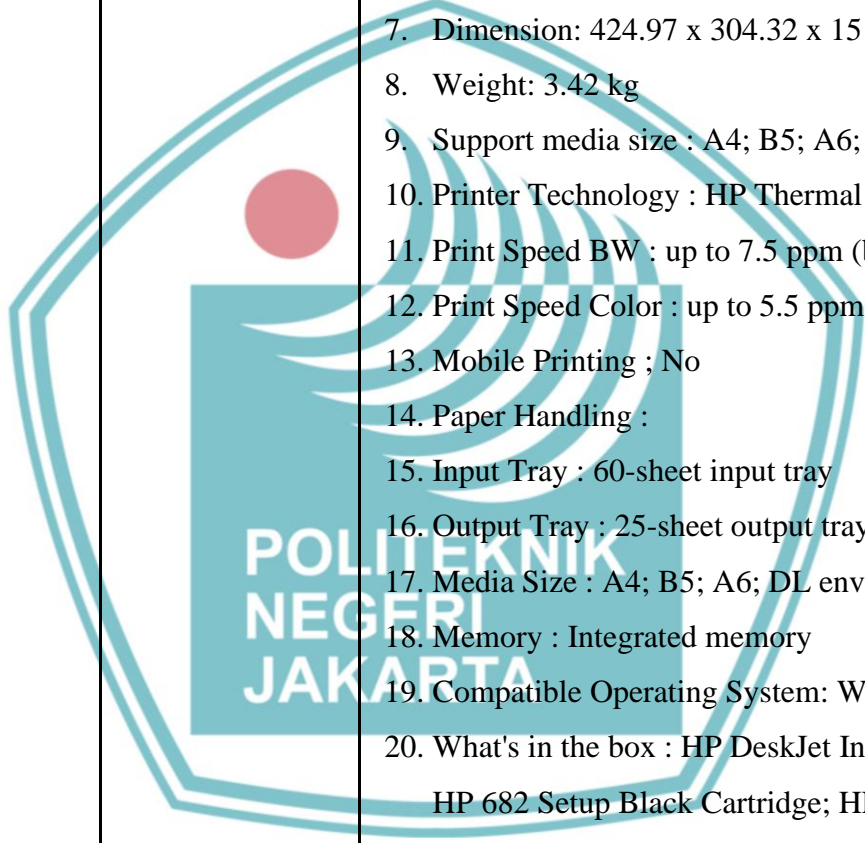 7. Dimension: 424.97 x 304.32 x 15
8. Weight: 3.42 kg
9. Support media size : A4; B5; A6;
10. Printer Technology : HP Thermal
11. Print Speed BW : up to 7.5 ppm (
12. Print Speed Color : up to 5.5 ppm
13. Mobile Printing ; No
14. Paper Handling :
15. Input Tray : 60-sheet input tray
16. Output Tray : 25-sheet output tray
17. Media Size : A4; B5; A6; DL env
18. Memory : Integrated memory
19. Compatible Operating System: W
20. What's in the box : HP DeskJet In
HP 682 Setup Black Cartridge; H
POLITEKNIK
NEGERI
JAKARTA